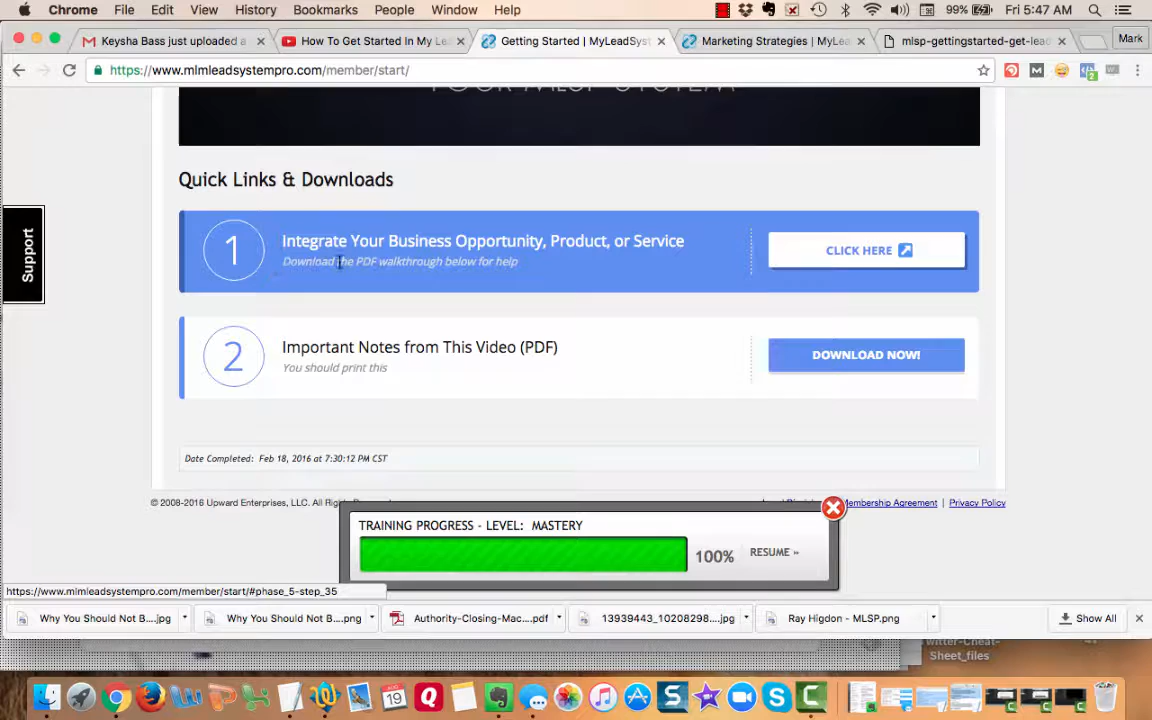 Chrome File Edit View History Bookmarks People Window Help 99% Fri 5:47 AM
Keysha Bass just uploaded a
How To Get Started In My Le
Getting Started | MyLeadSys
Marketing Strategies | MyLe
mlsp-gettingstarted-get-lead
Mark
https://www.mlmleadsystempro.com/member/start/
YOUR MLSP SYSTEM
Quick Links & Downloads
Support
1
Integrate Your Business Opportunity, Product, or Service
Download the PDF walkthrough below for help
CLICK HERE
2
Important Notes from This Video (PDF)
You should print this
DOWNLOAD NOW!
Date Completed: Feb 18, 2016 at 7:30:12 PM CST
© 2008-2016 Upward Enterprises, LLC. All
Membership Agreement | Privacy Policy
TRAINING PROGRESS - LEVEL: MASTERY
100%
RESUME »
https://www.mlmleadsystempro.com/member/start/#phase_5-step_35
Why You Should Not B....jpg
Why You Should Not B....png
Authority-Closing-Mac....pdf
13939443_10208298....jpg
Ray Higdon - MLSP.png
Show All
Sheet_files
19